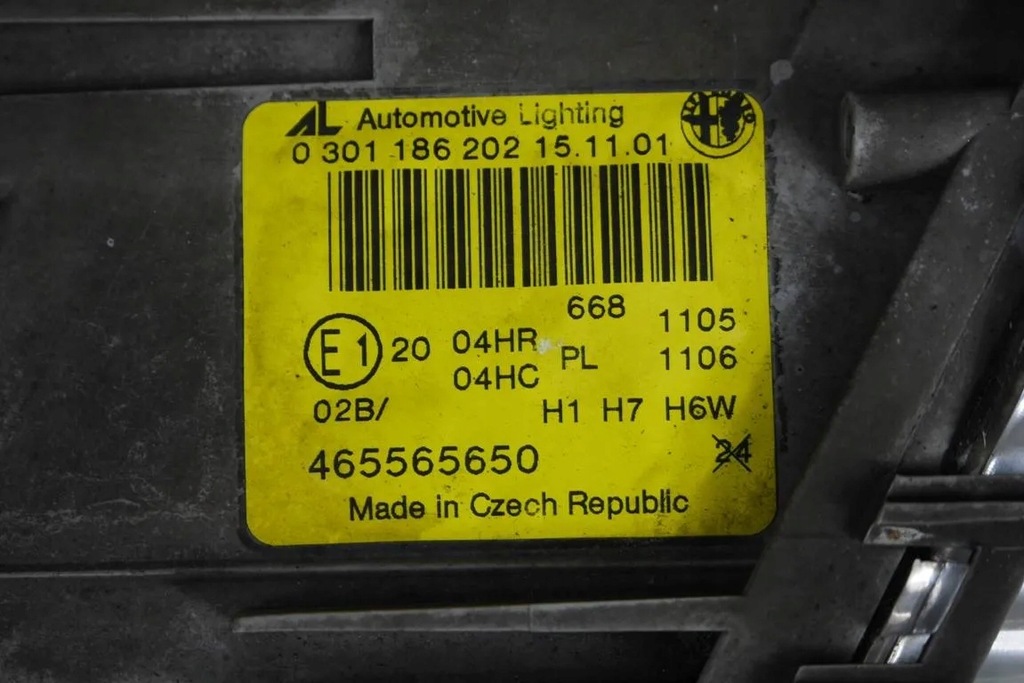 AL Automotive Lighting
0 301 186 202 15.11.01
668
1105
E1 20 04HR PL 1106
04HC
02B/ H1 H7 H6W
465565650 24
Made in Czech Republic